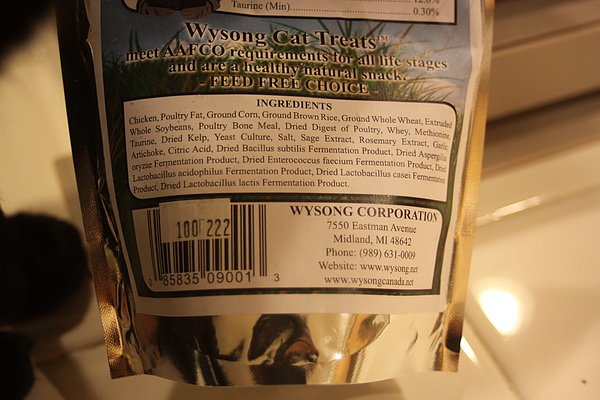 12.0%
Taurine (Min) 0.30%
Wysong Cat Treats™
meet AAFCO requirements for all life stages
and are a healthy natural snack.
- FEED FREE CHOICE -
INGREDIENTS
Chicken, Poultry Fat, Ground Corn, Ground Brown Rice, Ground Whole Wheat, Extruded
Whole Soybeans, Poultry Bone Meal, Dried Digest of Poultry, Whey, Methionine
Taurine, Dried Kelp, Yeast Culture, Salt, Sage Extract, Rosemary Extract, Garlic,
Artichoke, Citric Acid, Dried Bacillus subtilis Fermentation Product, Dried Aspergilus
oryzae Fermentation Product, Dried Enterococcus faecium Fermentation Product, Dried
Lactobacillus acidophilus Fermentation Product, Dried Lactobacillus casei Fermentation
Product, Dried Lactobacillus lactis Fermentation Product.
100 222
0 85835 09001 3
WYSONG CORPORATION
7550 Eastman Avenue
Midland, MI 48642
Phone: (989) 631-0009
Website: www.wysong.net
www.wysongcanada.net